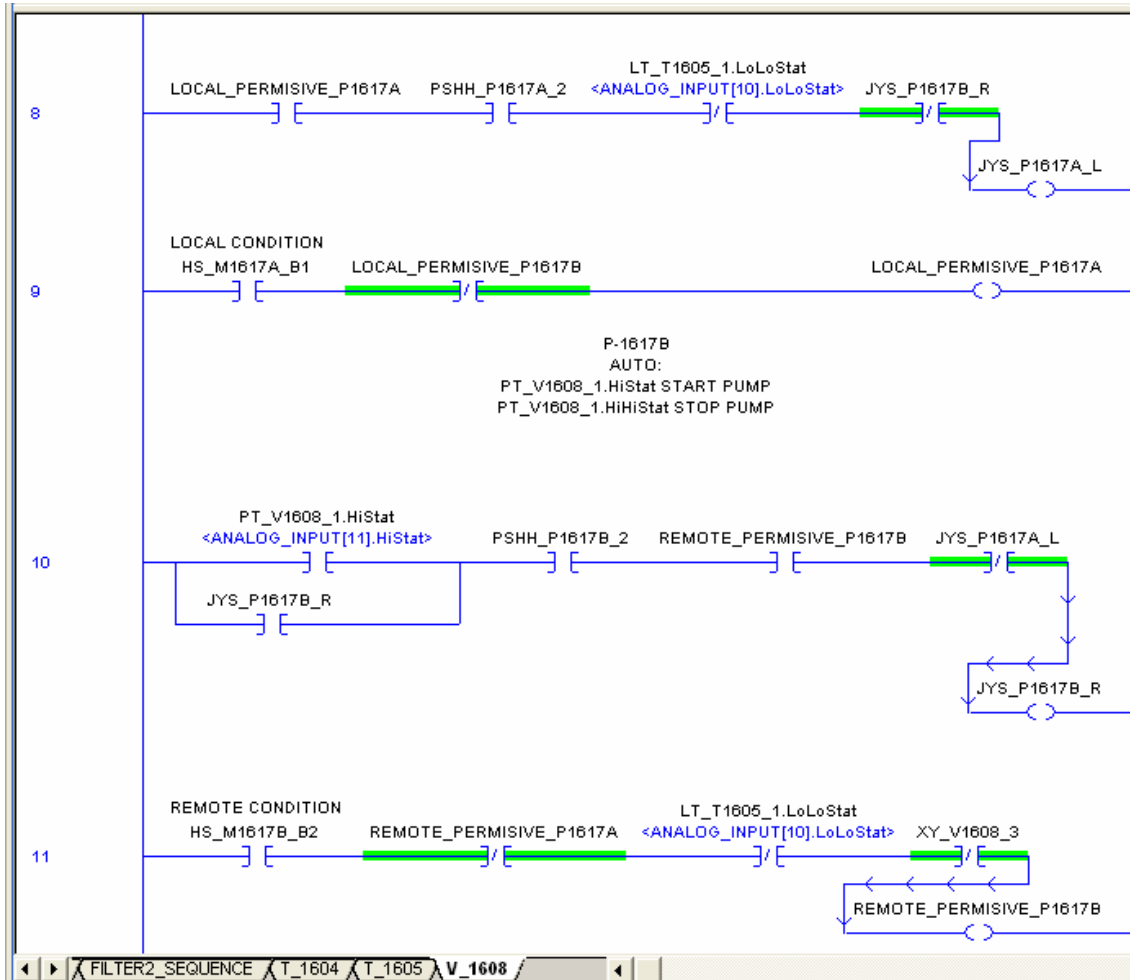 8
LOCAL_PERMISIVE_P1617A
PSHH_P1617A_2
LT_T1605_1.LoLoStat
<ANALOG_INPUT[10].LoLoStat>
JYS_P1617B_R
JYS_P1617A_L
9
LOCAL CONDITION
HS_M1617A_B1
LOCAL_PERMISIVE_P1617B
LOCAL_PERMISIVE_P1617A
P-1617B
AUTO:
PT_V1608_1.HiStat START PUMP
PT_V1608_1.HiHiStat STOP PUMP
10
PT_V1608_1.HiStat
<ANALOG_INPUT[11].HiStat>
PSHH_P1617B_2
REMOTE_PERMISIVE_P1617B
JYS_P1617A_L
JYS_P1617B_R
JYS_P1617B_R
11
REMOTE CONDITION
HS_M1617B_B2
REMOTE_PERMISIVE_P1617A
LT_T1605_1.LoLoStat
<ANALOG_INPUT[10].LoLoStat>
XY_V1608_3
REMOTE_PERMISIVE_P1617B
FILTER2_SEQUENCE T_1604 T_1605 V_1608